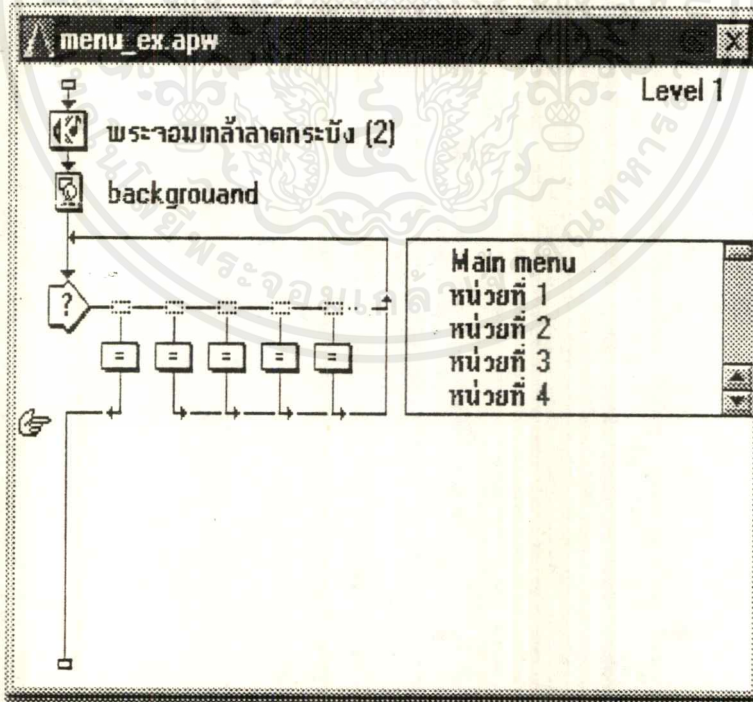 menu_ex.apw
Level 1
พระจอมเกล้าลาดกระบัง (2)
backgrouand
Main menu
หน่วยที่ 1
หน่วยที่ 2
หน่วยที่ 3
หน่วยที่ 4
?
= = = = =